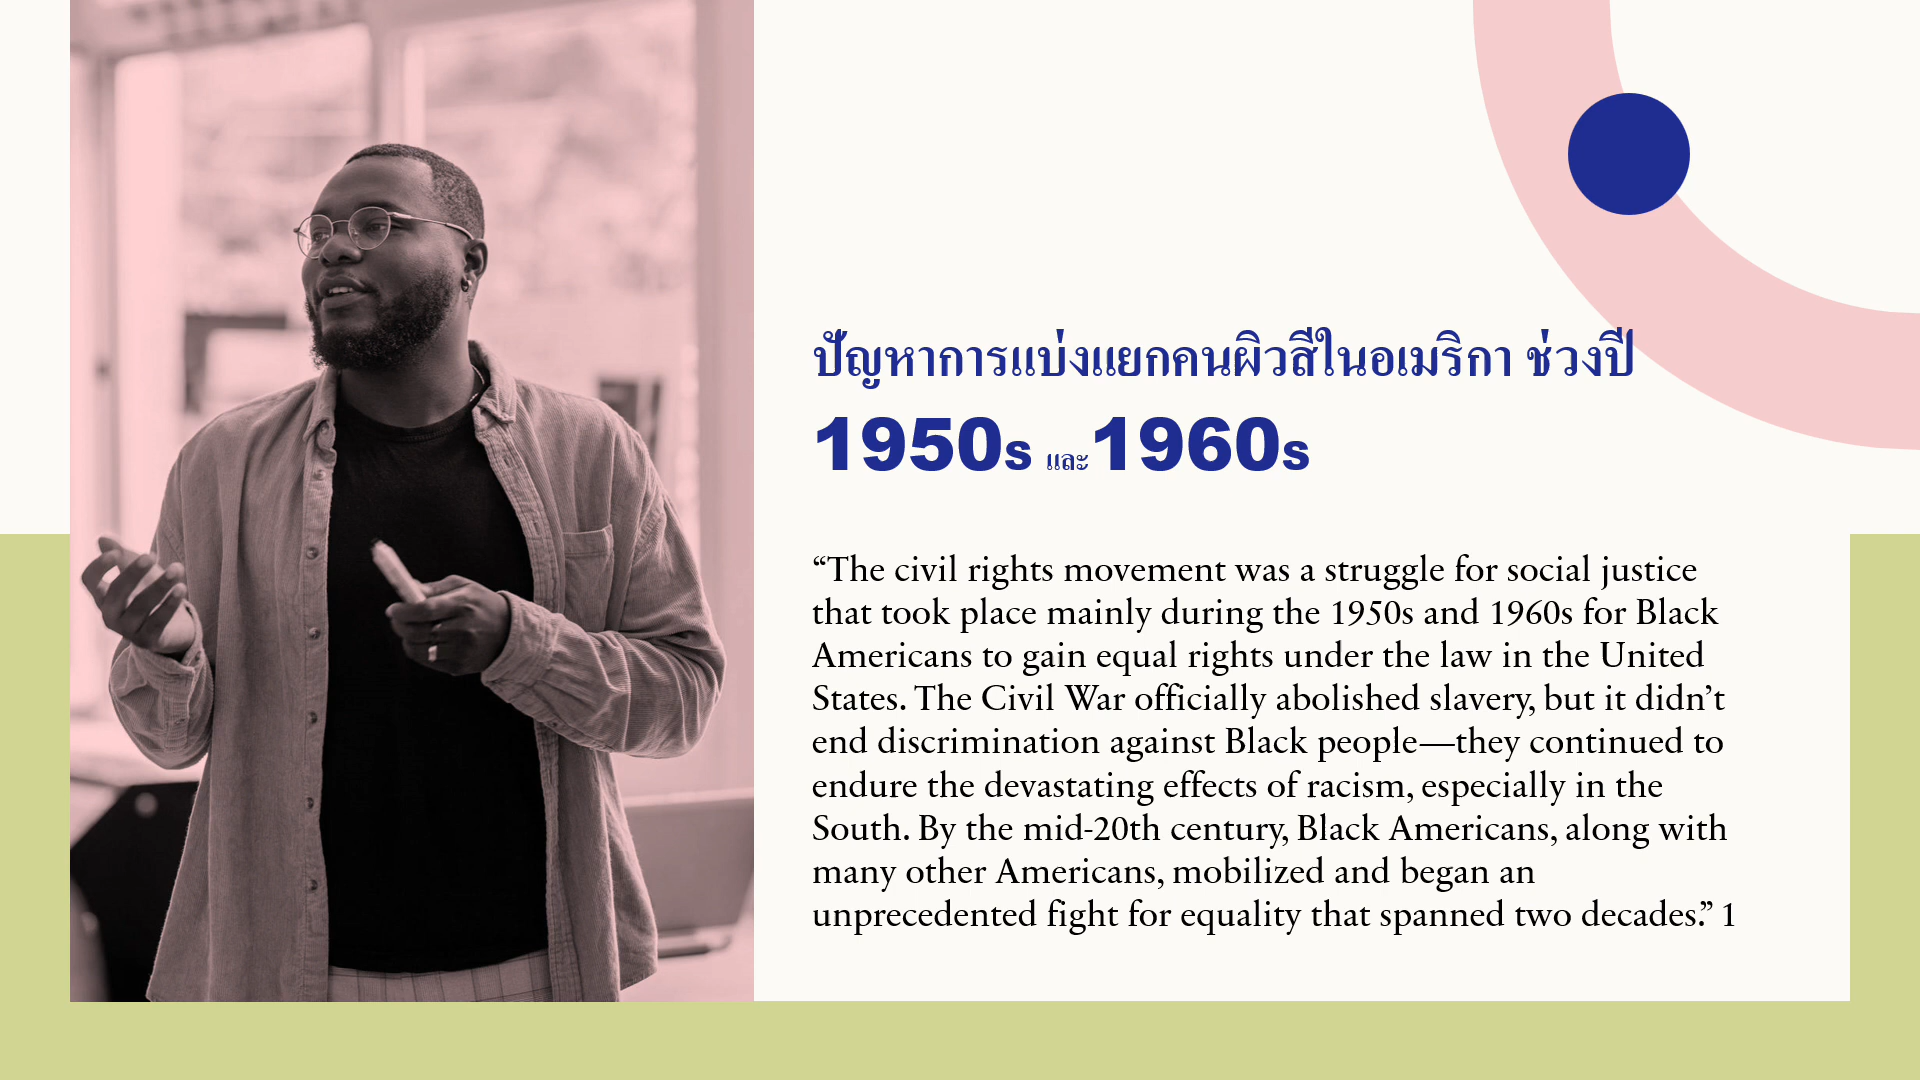 ปัญหาการแบ่งแยกคนผิวสีในอเมริกา ช่วงปี
1950s และ 1960s
“The civil rights movement was a struggle for social justice
that took place mainly during the 1950s and 1960s for Black
Americans to gain equal rights under the law in the United
States. The Civil War officially abolished slavery, but it didn’t
end discrimination against Black people—they continued to
endure the devastating effects of racism, especially in the
South. By the mid-20th century, Black Americans, along with
many other Americans, mobilized and began an
unprecedented fight for equality that spanned two decades.” 1